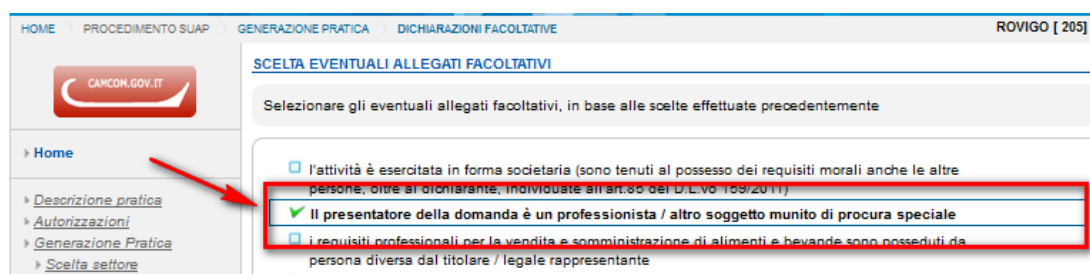 HOME PROCEDIMENTO SUAP GENERAZIONE PRATICA DICHIARAZIONI FACOLTATIVE ROVIGO [ 205]
CAMCOM.GOV.IT
SCELTA EVENTUALI ALLEGATI FACOLTATIVI
Selezionare gli eventuali allegati facoltativi, in base alle scelte effettuate precedentemente
Home
Descrizione pratica
Autorizzazioni
Generazione Pratica
Scelta settore
l'attività è esercitata in forma societaria (sono tenuti al possesso dei requisiti morali anche le altre
persone, oltre al dichiarante, individuate all'art.85 del D.L.vo 159/2011)
Il presentatore della domanda è un professionista / altro soggetto munito di procura speciale
i requisiti professionali per la vendita e somministrazione di alimenti e bevande sono posseduti da
persona diversa dal titolare / legale rappresentante